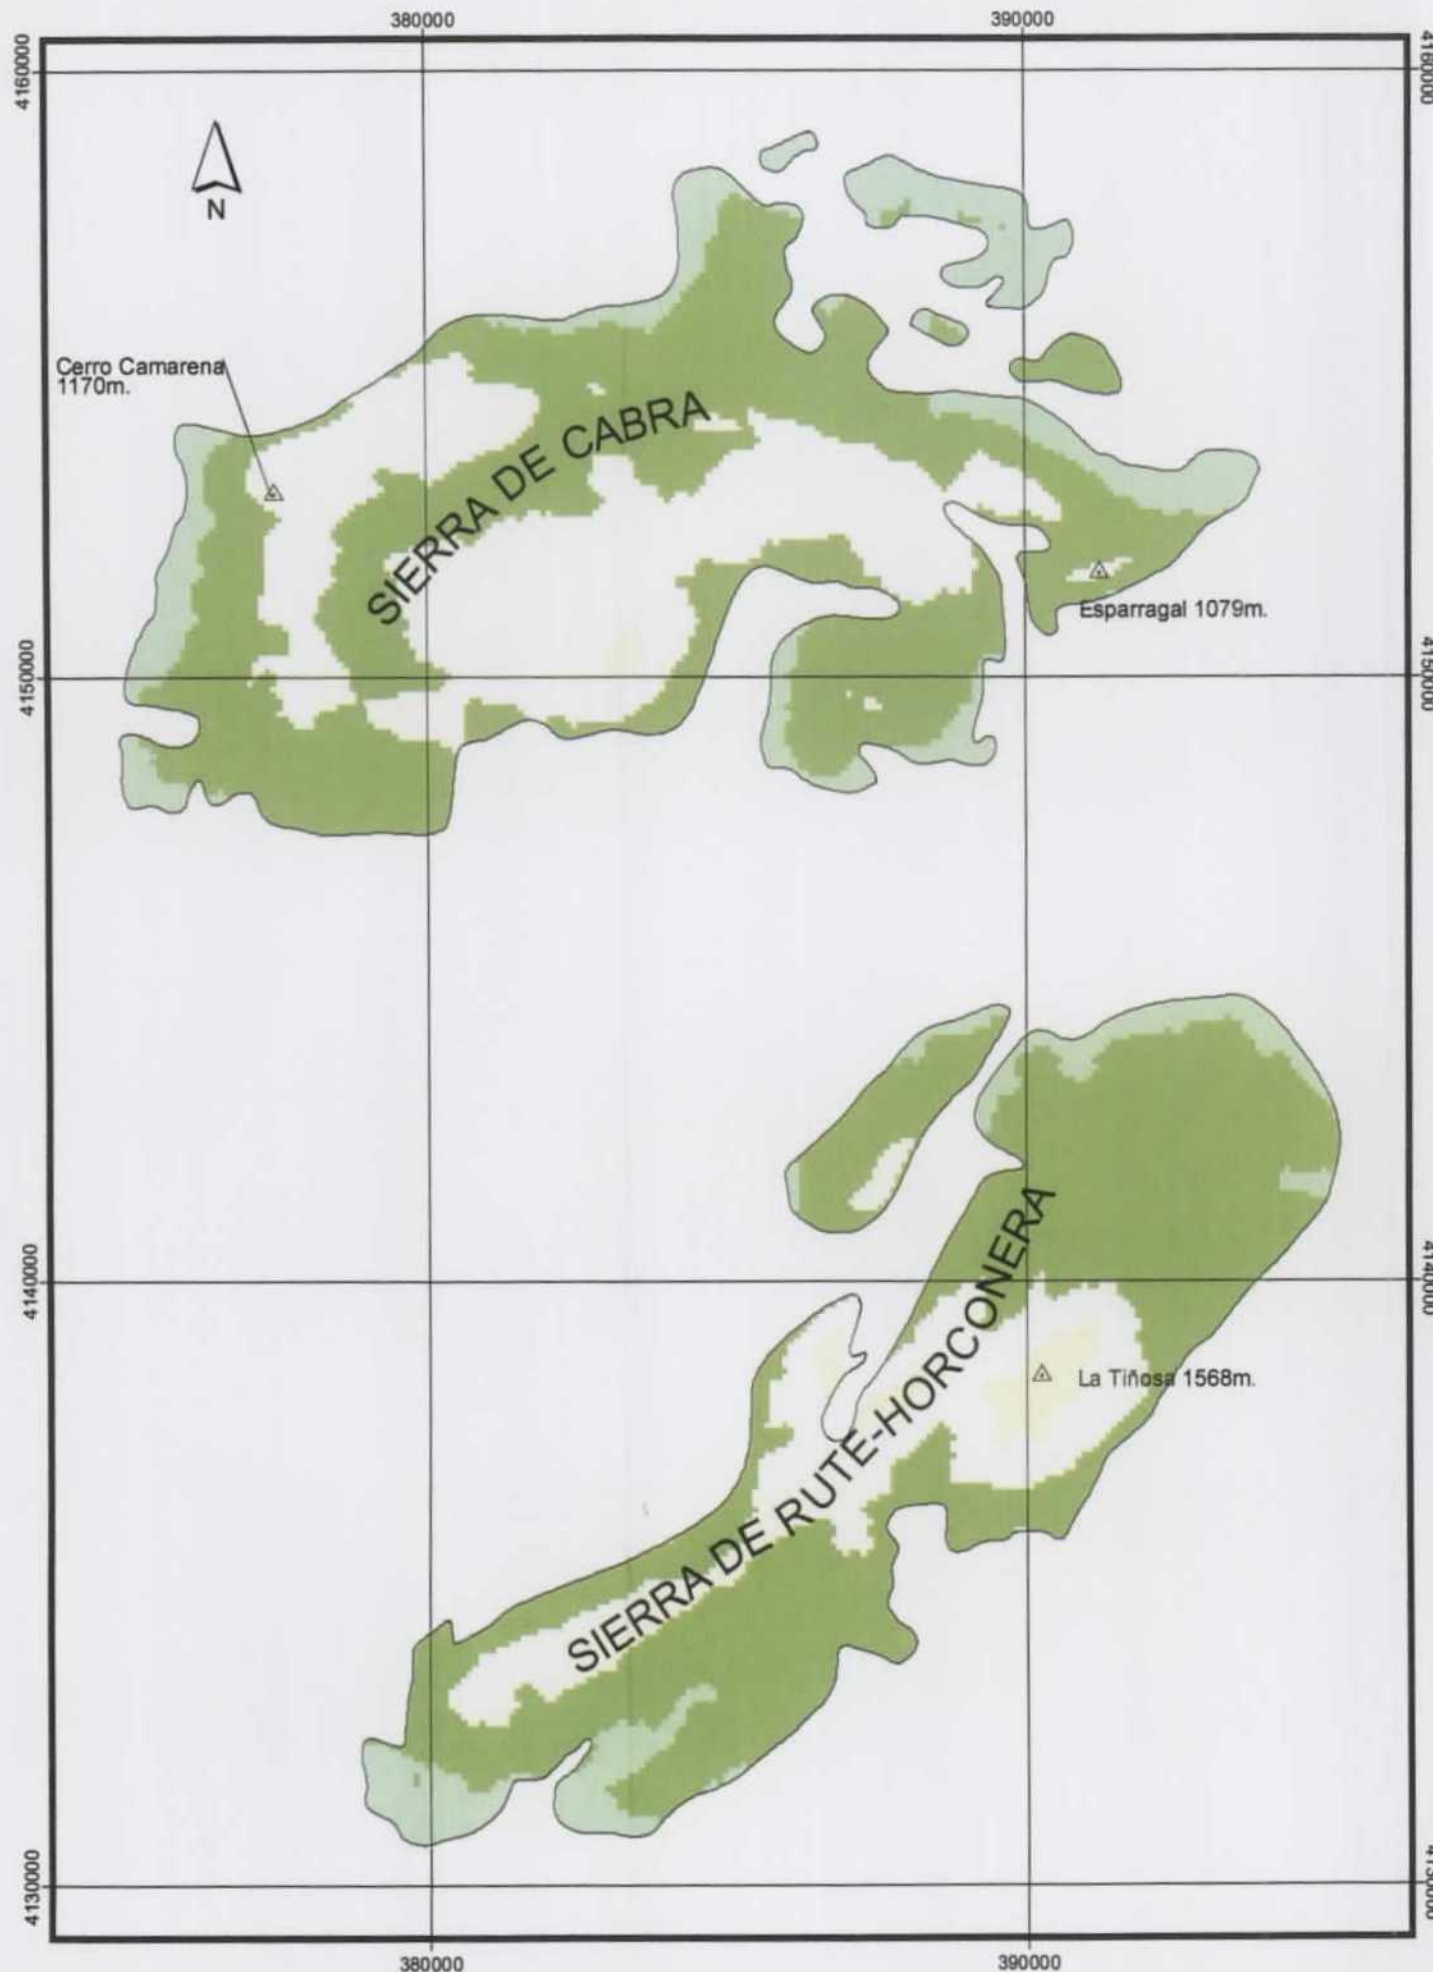 380000
390000
4160000
4160000
N
Cerro Camarena
1170m.
SIERRA DE CABRA
Esparragal 1079m.
4150000
4150000
4140000
4140000
SIERRA DE RUTE-HORCONERA
La Tiñosa 1568m.
4130000
4130000
380000
390000